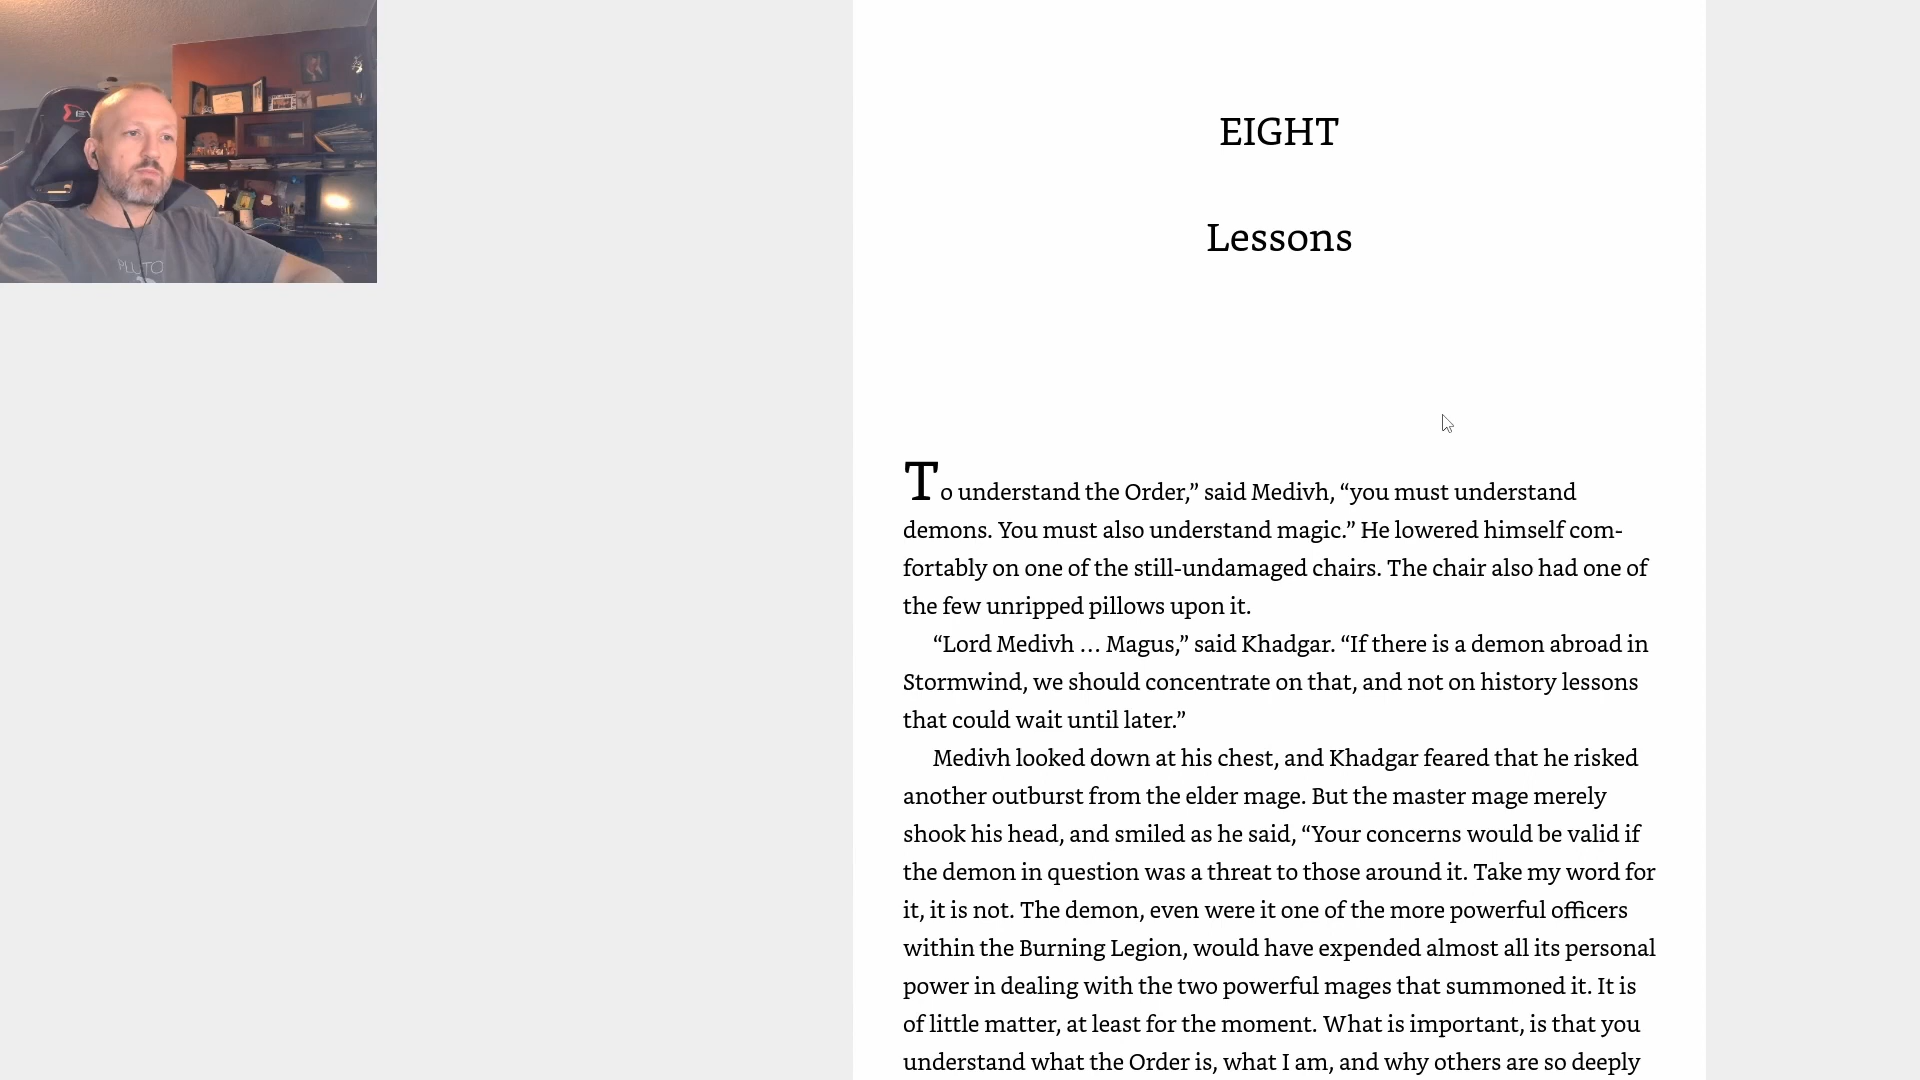 PLUTO
EIGHT
Lessons
To understand the Order,” said Medivh, “you must understand
demons. You must also understand magic.” He lowered himself com-
fortably on one of the still-undamaged chairs. The chair also had one of
the few unripped pillows upon it.
“Lord Medivh … Magus,” said Khadgar. “If there is a demon abroad in
Stormwind, we should concentrate on that, and not on history lessons
that could wait until later.”
Medivh looked down at his chest, and Khadgar feared that he risked
another outburst from the elder mage. But the master mage merely
shook his head, and smiled as he said, “Your concerns would be valid if
the demon in question was a threat to those around it. Take my word for
it, it is not. The demon, even were it one of the more powerful officers
within the Burning Legion, would have expended almost all its personal
power in dealing with the two powerful mages that summoned it. It is
of little matter, at least for the moment. What is important, is that you
understand what the Order is, what I am, and why others are so deeply